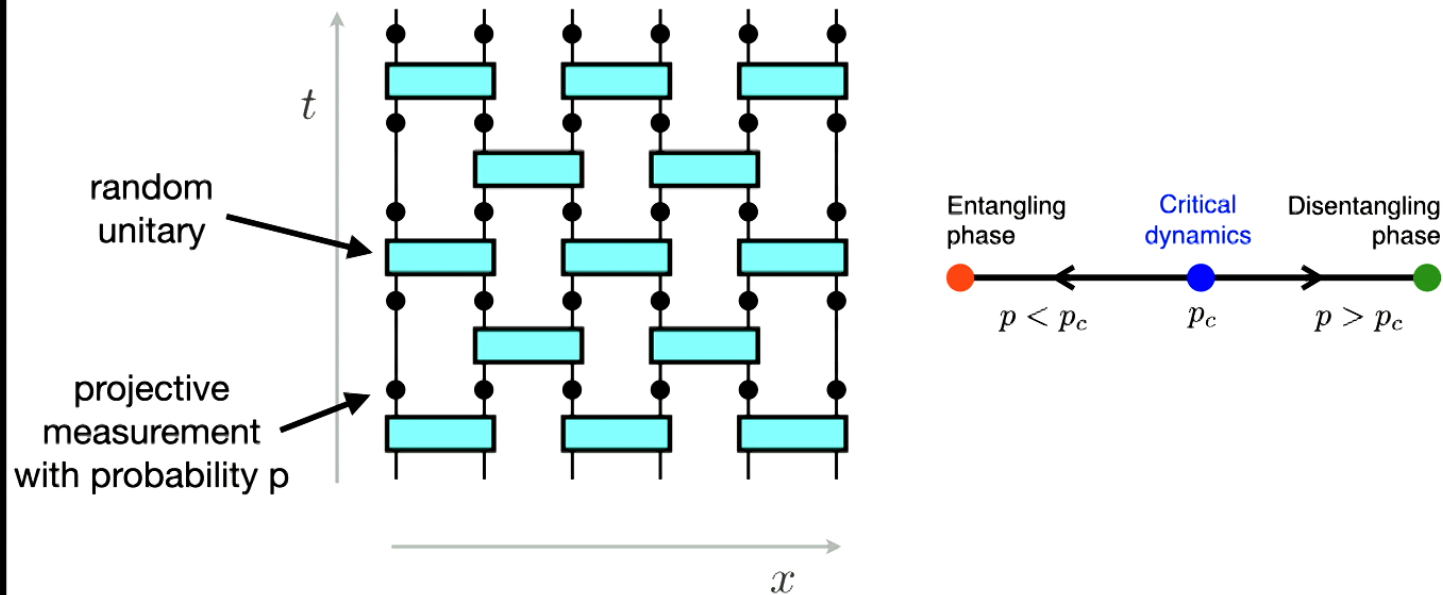 t
random
unitary
projective
measurement
with probability p
x
Entangling
phase
Critical
dynamics
Disentangling
phase
p < p_c
p_c
p > p_c